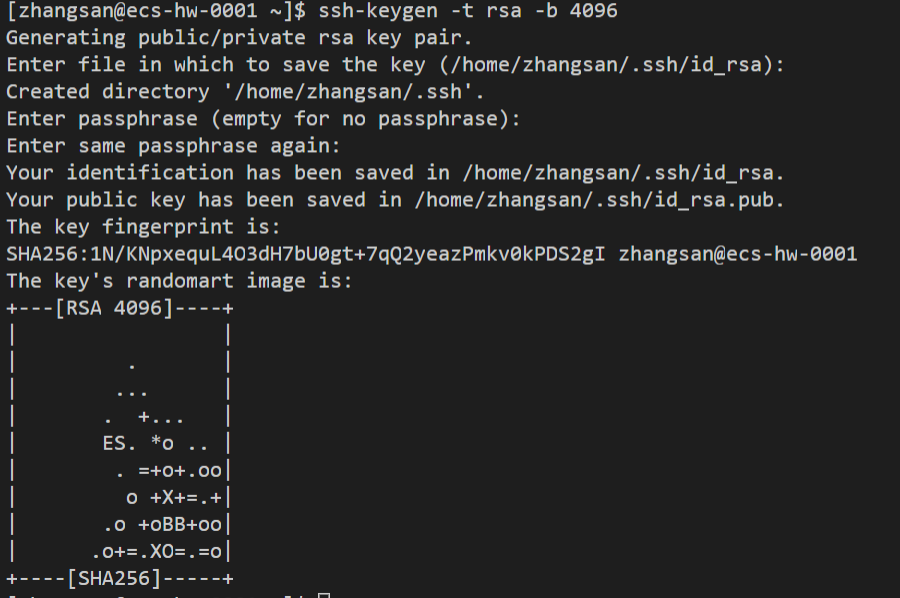 [zhangsan@ecs-hw-0001 ~]$ ssh-keygen -t rsa -b 4096
Generating public/private rsa key pair.
Enter file in which to save the key (/home/zhangsan/.ssh/id_rsa):
Created directory '/home/zhangsan/.ssh'.
Enter passphrase (empty for no passphrase):
Enter same passphrase again:
Your identification has been saved in /home/zhangsan/.ssh/id_rsa.
Your public key has been saved in /home/zhangsan/.ssh/id_rsa.pub.
The key fingerprint is:
SHA256:1N/KNpxequL4O3dH7bU0gt+7qQ2yeazPmkv0kPDS2gI zhangsan@ecs-hw-0001
The key's randomart image is:
+---[RSA 4096]----+
|                 |
|         .       |
|        ...      |
|       .  +...   |
|       ES. *o .. |
|        . =+o+.oo|
|         o +X+=.+|
|       .o +oBB+oo|
|      .o+=.XO=.=o|
+----[SHA256]-----+